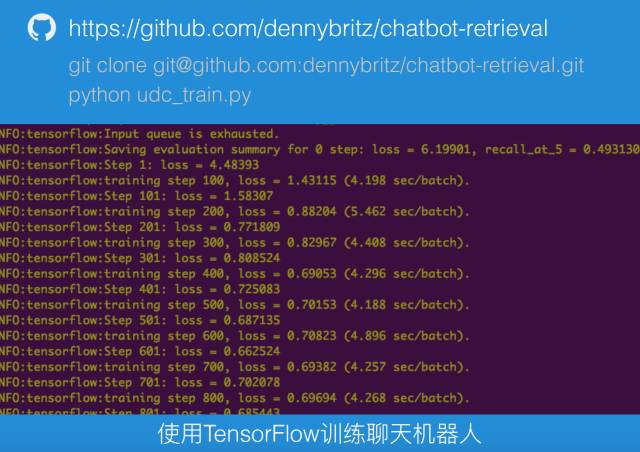 https://github.com/dennybritz/chatbot-retrieval
git clone git@github.com:dennybritz/chatbot-retrieval.git
python udc_train.py
NFO:tensorflow:Input queue is exhausted.
NFO:tensorflow:Saving evaluation summary for 0 step: loss = 6.19901, recall_at_5 = 0.493130
NFO:tensorflow:Step 1: loss = 4.48393
NFO:tensorflow:training step 100, loss = 1.43115 (4.198 sec/batch).
NFO:tensorflow:Step 101: loss = 1.58307
NFO:tensorflow:training step 200, loss = 0.88204 (5.462 sec/batch).
NFO:tensorflow:Step 201: loss = 0.771809
NFO:tensorflow:training step 300, loss = 0.82967 (4.408 sec/batch).
NFO:tensorflow:Step 301: loss = 0.808524
NFO:tensorflow:training step 400, loss = 0.69053 (4.296 sec/batch).
NFO:tensorflow:Step 401: loss = 0.725083
NFO:tensorflow:training step 500, loss = 0.70153 (4.188 sec/batch).
NFO:tensorflow:Step 501: loss = 0.687135
NFO:tensorflow:training step 600, loss = 0.70823 (4.896 sec/batch).
NFO:tensorflow:Step 601: loss = 0.662524
NFO:tensorflow:training step 700, loss = 0.69382 (4.257 sec/batch).
NFO:tensorflow:Step 701: loss = 0.702078
NFO:tensorflow:training step 800, loss = 0.69694 (4.268 sec/batch).
NFO:tensorflow:Step 801: loss = 0.685443
使用TensorFlow训练聊天机器人